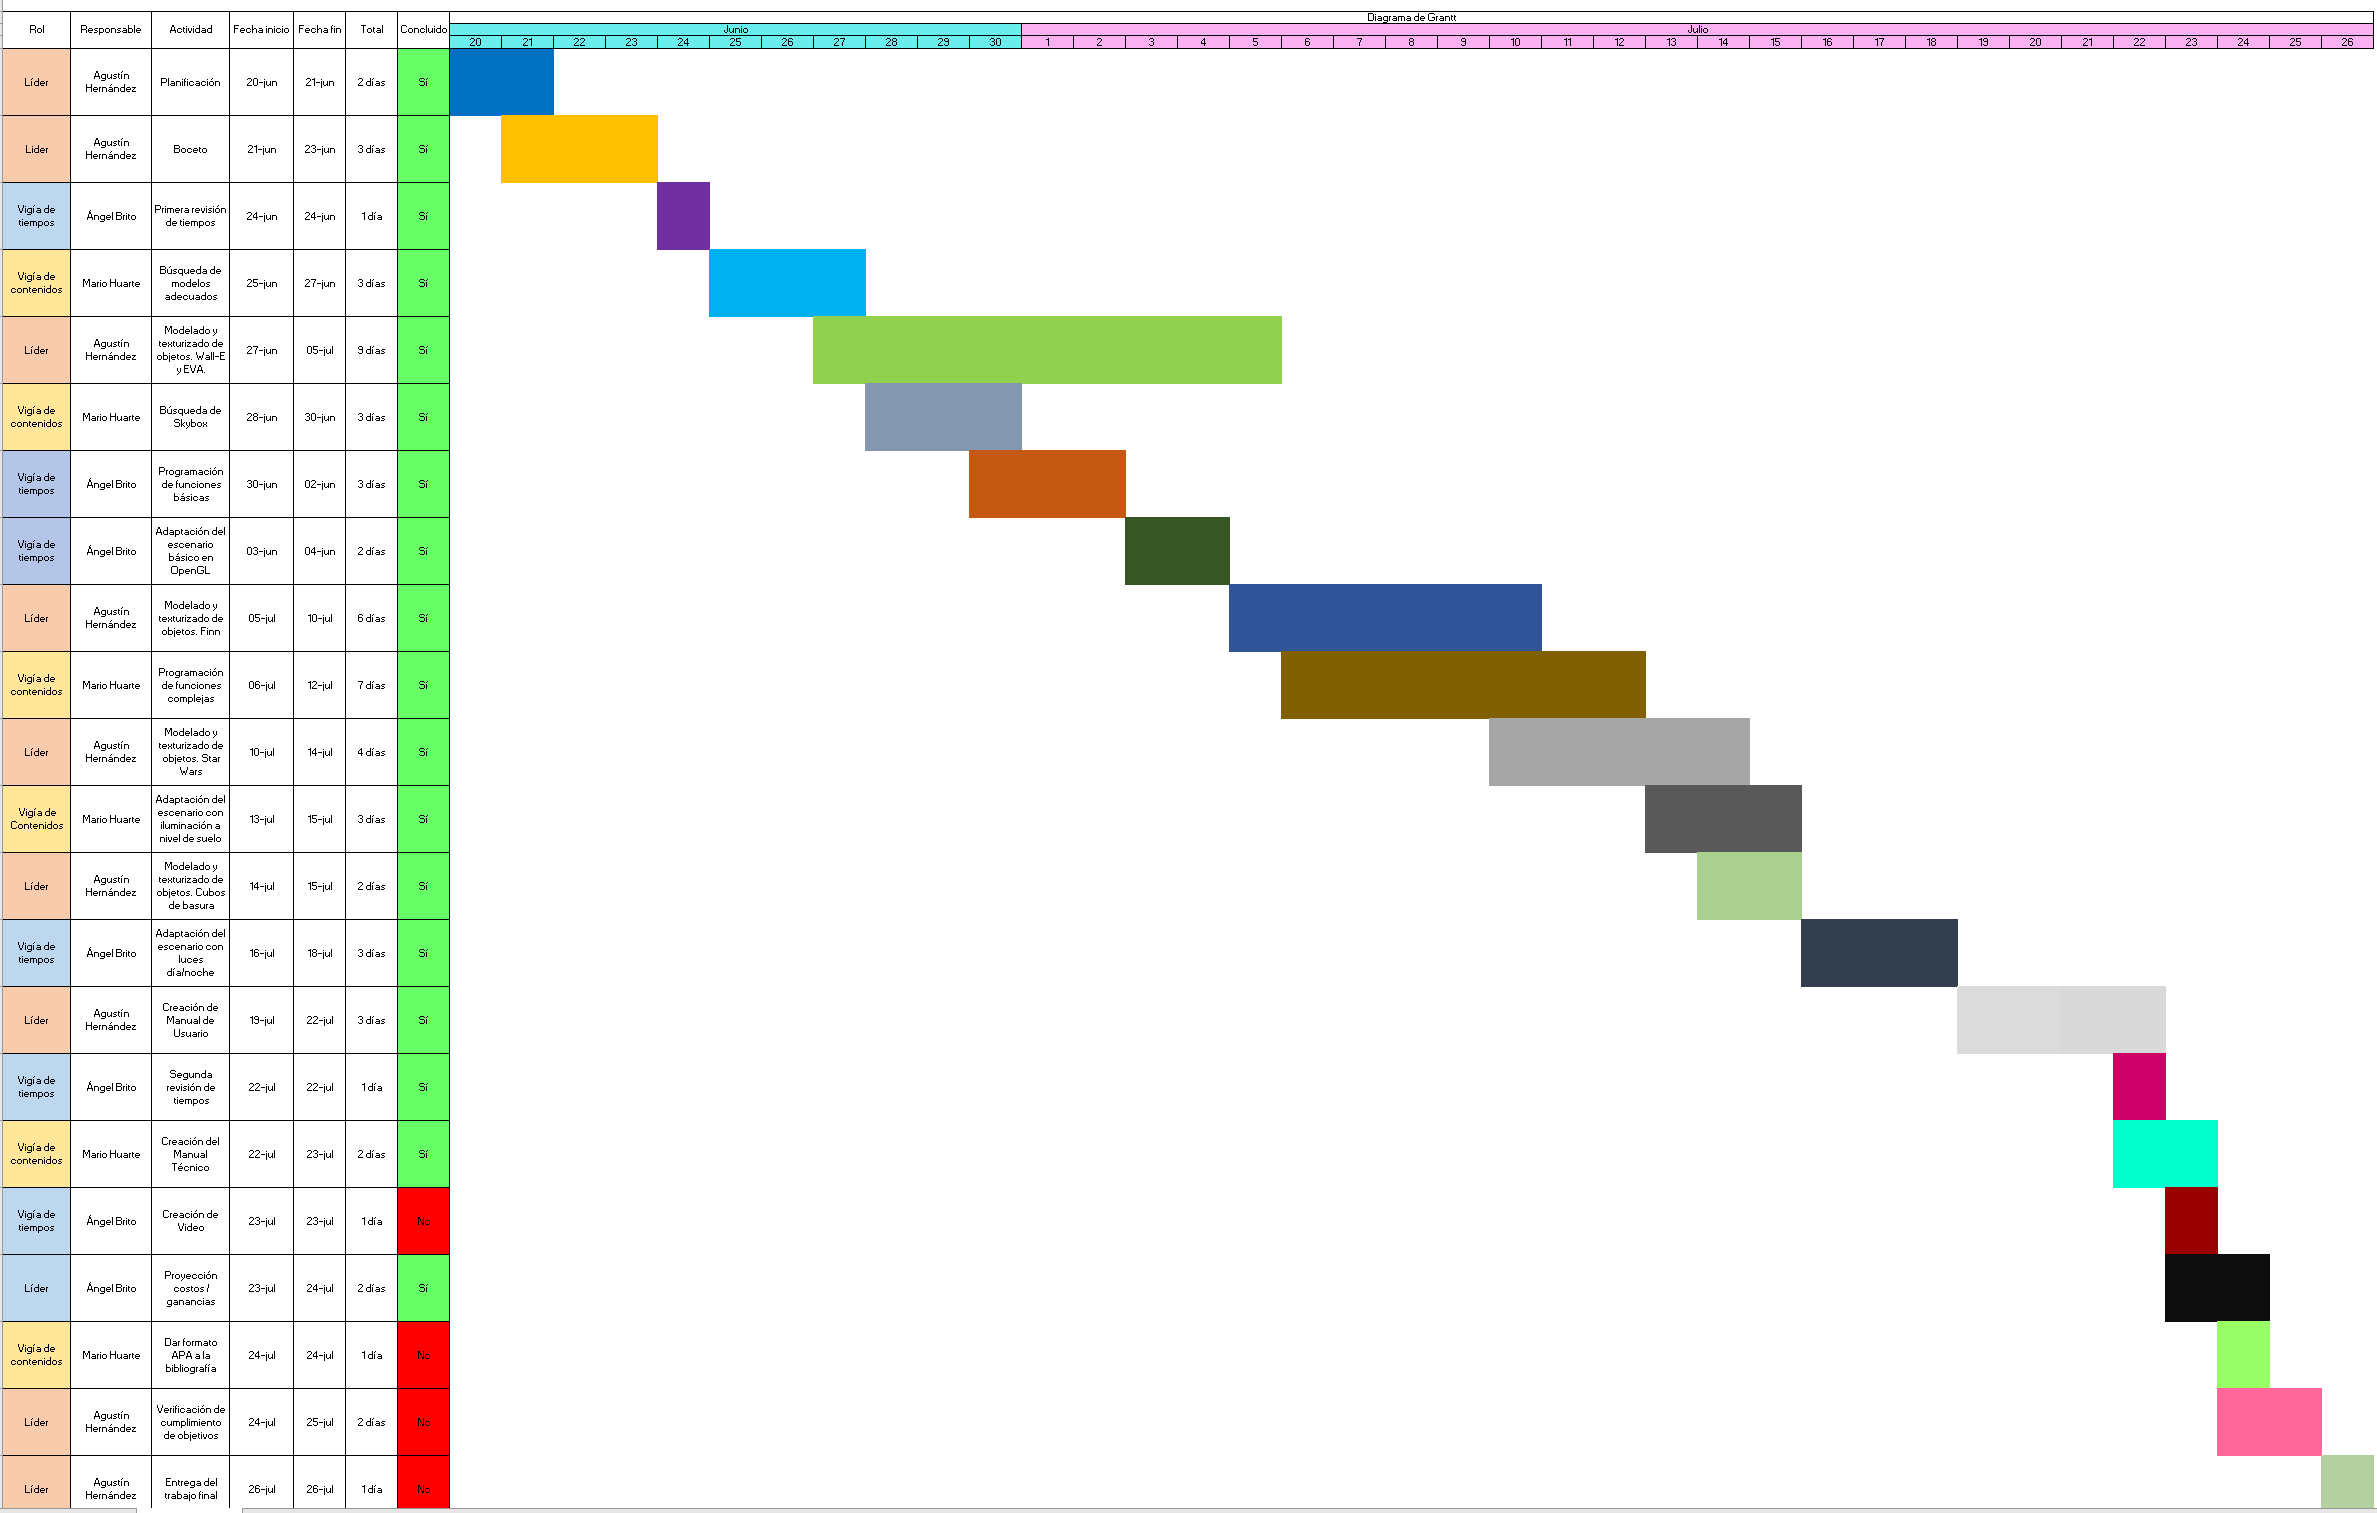 Diagrama de Grantt
Rol Responsable Actividad Fecha inicio Fecha fin Total Concluido Junio Julio
20 21 22 23 24 25 26 27 28 29 30 1 2 3 4 5 6 7 8 9 10 11 12 13 14 15 16 17 18 19 20 21 22 23 24 25 26
Líder Agustín Hernández Planificación 20-jun 21-jun 2 días Sí
Lider Agustín Hernández Boceto 21-jun 23-jun 3 días Sí
Vigía de tiempos Ángel Brito Primera revisión de tiempos 24-jun 24-jun 1 día Sí
Vigía de contenidos Mario Huarte Búsqueda de modelos adecuados 25-jun 27-jun 3 días Sí
Líder Agustín Hernández Modelado y texturizado de objetos. Wall-E y EVA. 27-jun 05-jul 9 días Sí
Vigía de contenidos Mario Huarte Búsqueda de Skybox 28-jun 30-jun 3 días Sí
Vigía de tiempos Ángel Brito Programación de funciones básicas 30-jun 02-jun 3 días Sí
Vigía de tiempos Ángel Brito Adaptación del escenario básico en OpenGL 03-jun 04-jun 2 días Sí
Líder Agustín Hernández Modelado y texturizado de objetos. Finn 05-jul 10-jul 6 días Sí
Vigía de contenidos Mario Huarte Programación de funciones complejas 06-jul 12-jul 7 días Sí
Líder Agustín Hernández Modelado y texturizado de objetos. Star Wars 10-jul 14-jul 4 días Sí
Vigía de Contenidos Mario Huarte Adaptación del escenario con iluminación a nivel de suelo 13-jul 15-jul 3 días Sí
Líder Agustín Hernández Modelado y texturizado de objetos. Cubos de basura 14-jul 15-jul 2 días Sí
Vigía de tiempos Ángel Brito Adaptación del escenario con luces día/noche 16-jul 18-jul 3 días Sí
Líder Agustín Hernández Creación de Manual de Usuario 19-jul 22-jul 3 días Sí
Vigía de tiempos Ángel Brito Segunda revisión de tiempos 22-jul 22-jul 1 día Sí
Vigía de contenidos Mario Huarte Creación del Manual Técnico 22-jul 23-jul 2 días Sí
Vigía de tiempos Ángel Brito Creación de Video 23-jul 23-jul 1 día No
Líder Ángel Brito Proyección costos / ganancias 23-jul 24-jul 2 días Sí
Vigía de contenidos Mario Huarte Dar formato APA a la bibliografía 24-jul 24-jul 1 día No
Líder Agustín Hernández Verificación de cumplimiento de objetivos 24-jul 25-jul 2 días No
Líder Agustín Hernández Entrega del trabajo final 26-jul 26-jul 1 día No